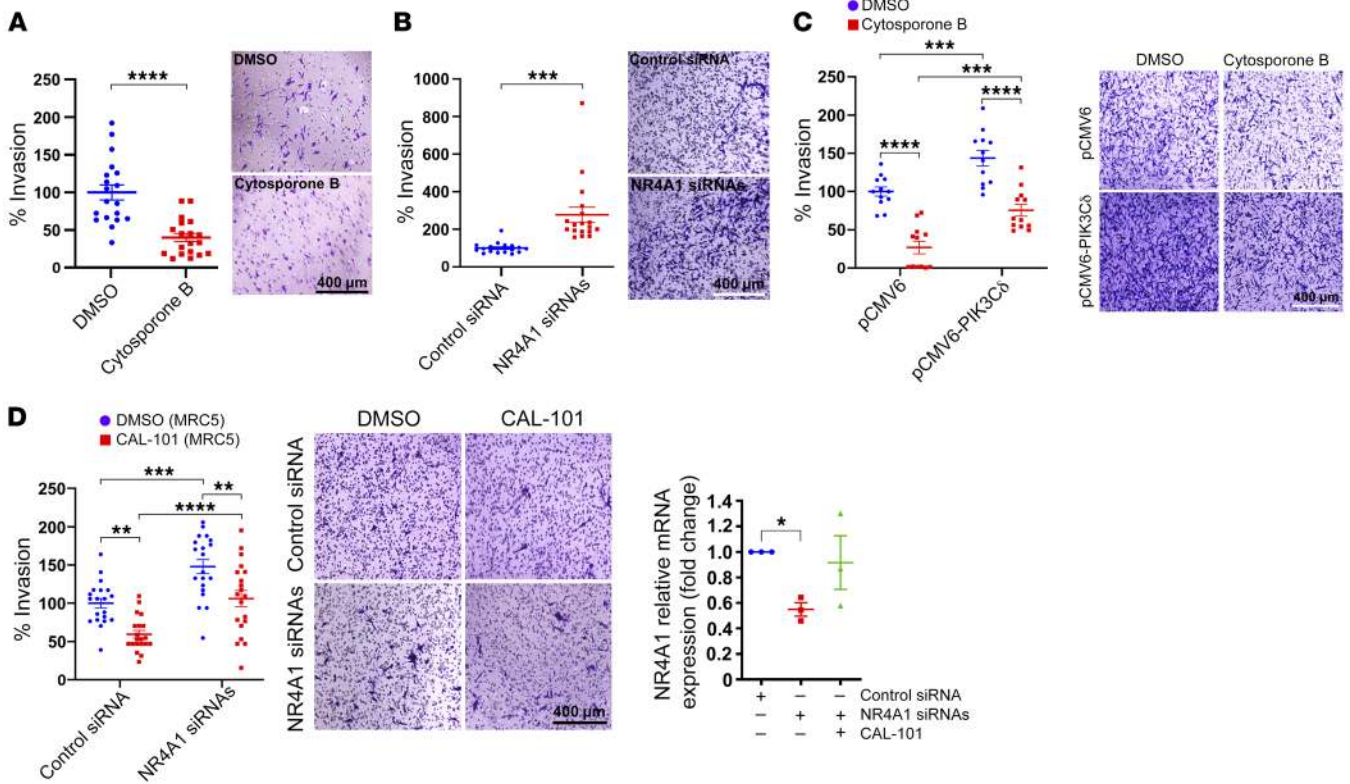 A
****
% Invasion
250
200
150
100
50
0
DMSO
Cytosporone B
DMSO
Cytosporone B
400 µm
B
***
% Invasion
1000
800
600
400
200
0
Control siRNA
NR4A1 siRNAs
Control siRNA
NR4A1 siRNAs
400 µm
C
DMSO
Cytosporone B
***
***
****
****
% Invasion
250
200
150
100
50
0
pCMV6
pCMV6-PIK3Cδ
DMSO
Cytosporone B
pCMV6
pCMV6-PIK3Cδ
400 µm
D
DMSO (MRC5)
CAL-101 (MRC5)
***
**
****
**
% Invasion
250
200
150
100
50
0
Control siRNA
NR4A1 siRNAs
DMSO
CAL-101
Control siRNA
NR4A1 siRNAs
400 µm
NR4A1 relative mRNA
expression (fold change)
1.4
1.2
1.0
0.8
0.6
0.4
0.2
0
*
+ – – Control siRNA
– + + NR4A1 siRNAs
– – + CAL-101